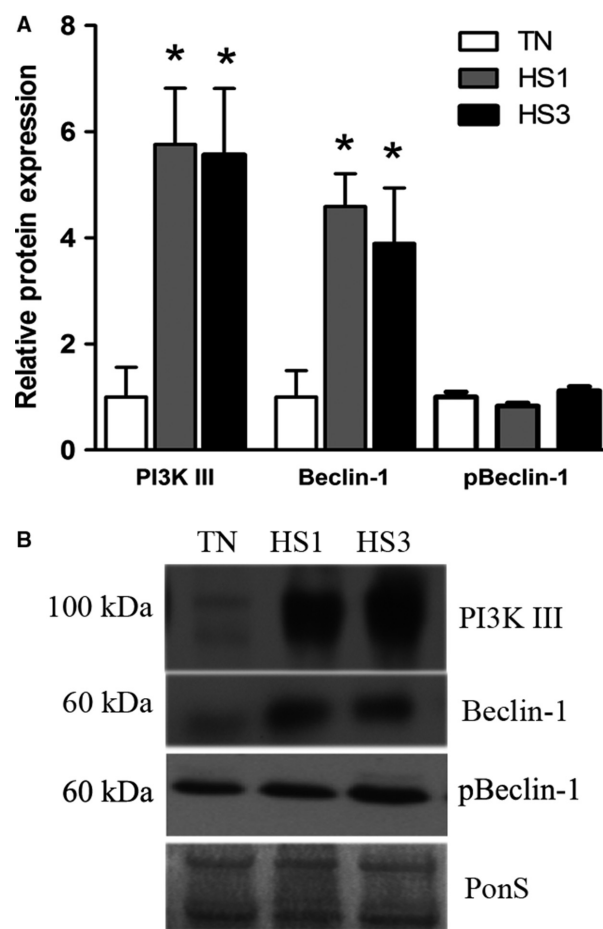 A
8
6
4
2
0
Relative protein expression
* * * *
TN
HS1
HS3
PI3K III Beclin-1 pBeclin-1
B
TN HS1 HS3
100 kDa PI3K III
60 kDa Beclin-1
60 kDa pBeclin-1
PonS